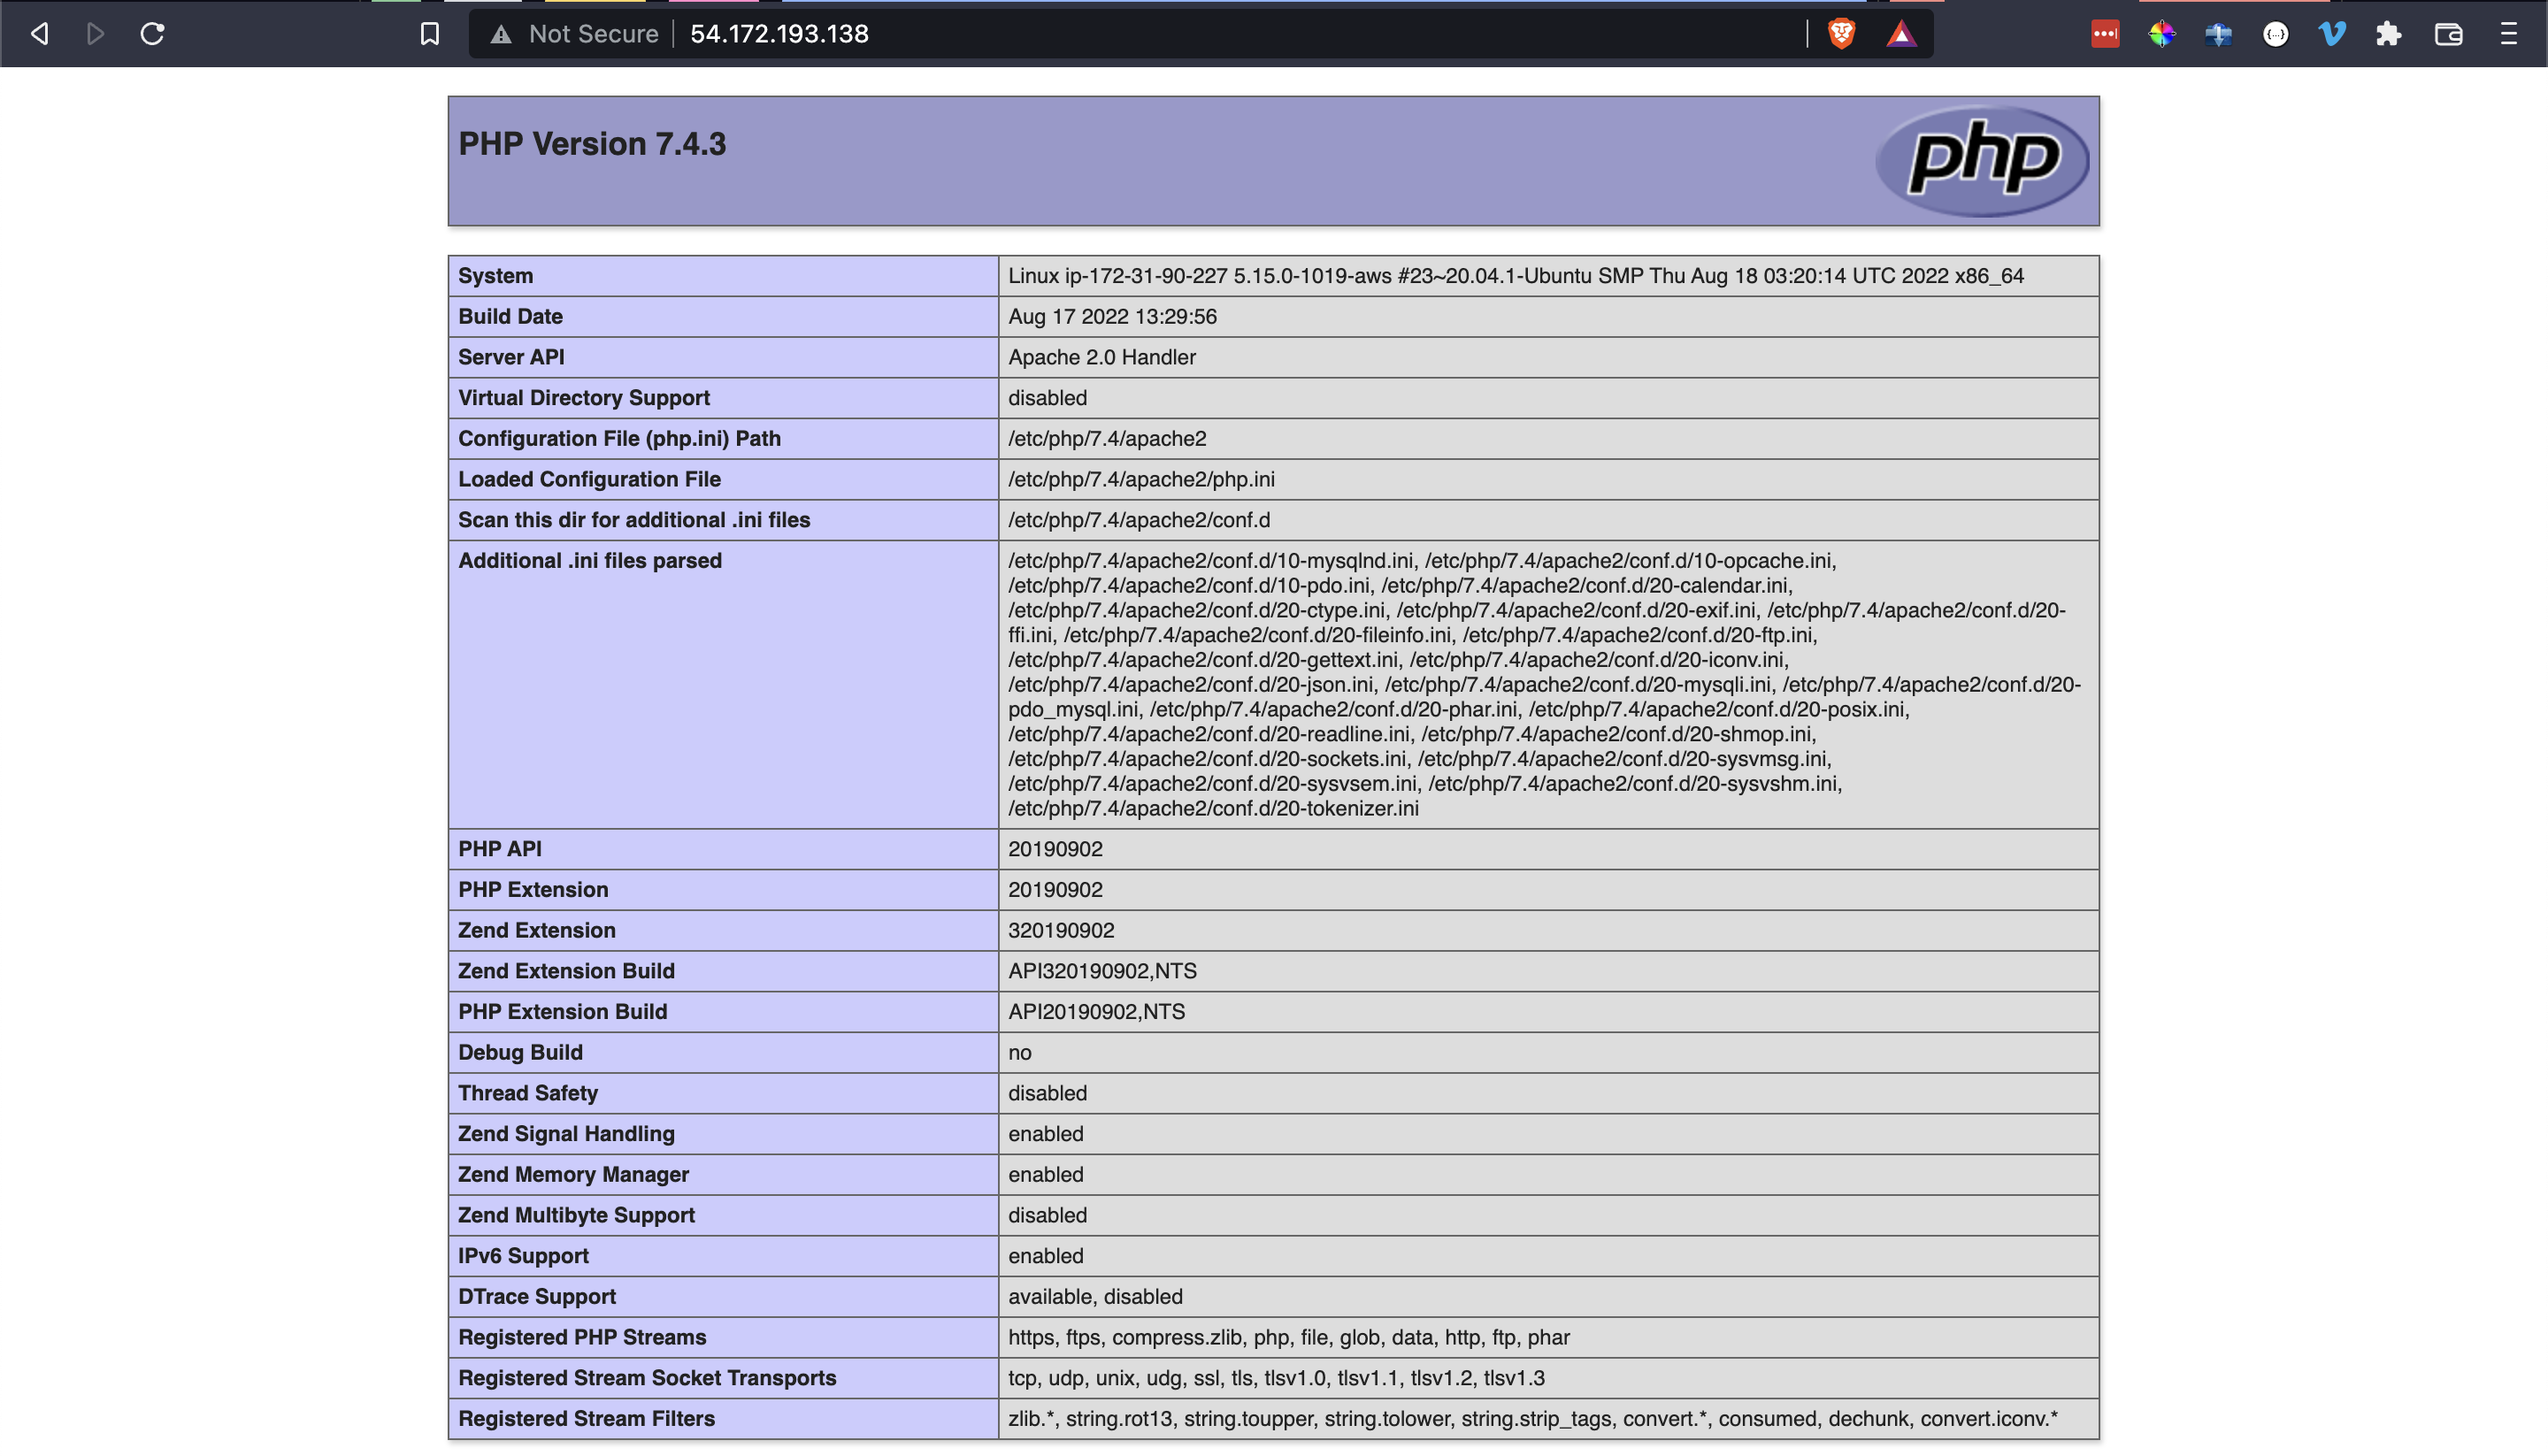 Not Secure 54.172.193.138
PHP Version 7.4.3
php
System Linux ip-172-31-90-227 5.15.0-1019-aws #23~20.04.1-Ubuntu SMP Thu Aug 18 03:20:14 UTC 2022 x86_64
Build Date Aug 17 2022 13:29:56
Server API Apache 2.0 Handler
Virtual Directory Support disabled
Configuration File (php.ini) Path /etc/php/7.4/apache2
Loaded Configuration File /etc/php/7.4/apache2/php.ini
Scan this dir for additional .ini files /etc/php/7.4/apache2/conf.d
Additional .ini files parsed /etc/php/7.4/apache2/conf.d/10-mysqlnd.ini, /etc/php/7.4/apache2/conf.d/10-opcache.ini,
/etc/php/7.4/apache2/conf.d/10-pdo.ini, /etc/php/7.4/apache2/conf.d/20-calendar.ini,
/etc/php/7.4/apache2/conf.d/20-ctype.ini, /etc/php/7.4/apache2/conf.d/20-exif.ini, /etc/php/7.4/apache2/conf.d/20-
ffi.ini, /etc/php/7.4/apache2/conf.d/20-fileinfo.ini, /etc/php/7.4/apache2/conf.d/20-ftp.ini,
/etc/php/7.4/apache2/conf.d/20-gettext.ini, /etc/php/7.4/apache2/conf.d/20-iconv.ini,
/etc/php/7.4/apache2/conf.d/20-json.ini, /etc/php/7.4/apache2/conf.d/20-mysqli.ini, /etc/php/7.4/apache2/conf.d/20-
pdo_mysql.ini, /etc/php/7.4/apache2/conf.d/20-phar.ini, /etc/php/7.4/apache2/conf.d/20-posix.ini,
/etc/php/7.4/apache2/conf.d/20-readline.ini, /etc/php/7.4/apache2/conf.d/20-shmop.ini,
/etc/php/7.4/apache2/conf.d/20-sockets.ini, /etc/php/7.4/apache2/conf.d/20-sysvmsg.ini,
/etc/php/7.4/apache2/conf.d/20-sysvsem.ini, /etc/php/7.4/apache2/conf.d/20-sysvshm.ini,
/etc/php/7.4/apache2/conf.d/20-tokenizer.ini
PHP API 20190902
PHP Extension 20190902
Zend Extension 320190902
Zend Extension Build API320190902,NTS
PHP Extension Build API20190902,NTS
Debug Build no
Thread Safety disabled
Zend Signal Handling enabled
Zend Memory Manager enabled
Zend Multibyte Support disabled
IPv6 Support enabled
DTrace Support available, disabled
Registered PHP Streams https, ftps, compress.zlib, php, file, glob, data, http, ftp, phar
Registered Stream Socket Transports tcp, udp, unix, udg, ssl, tls, tlsv1.0, tlsv1.1, tlsv1.2, tlsv1.3
Registered Stream Filters zlib.*, string.rot13, string.toupper, string.tolower, string.strip_tags, convert.*, consumed, dechunk, convert.iconv.*